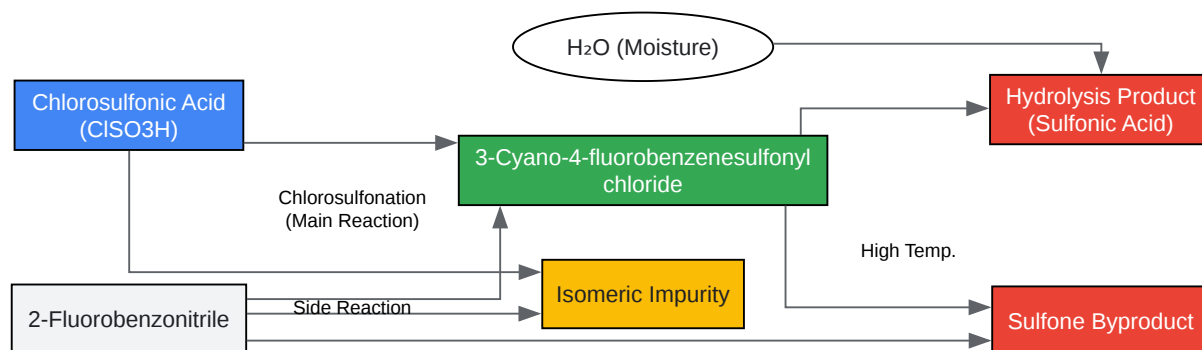 H₂O (Moisture)
Chlorosulfonic Acid
(ClSO3H)
Hydrolysis Product
(Sulfonic Acid)
3-Cyano-4-fluorobenzenesulfonyl
chloride
Chlorosulfonation
(Main Reaction)
High Temp.
Isomeric Impurity
2-Fluorobenzonitrile
Side Reaction
Sulfone Byproduct